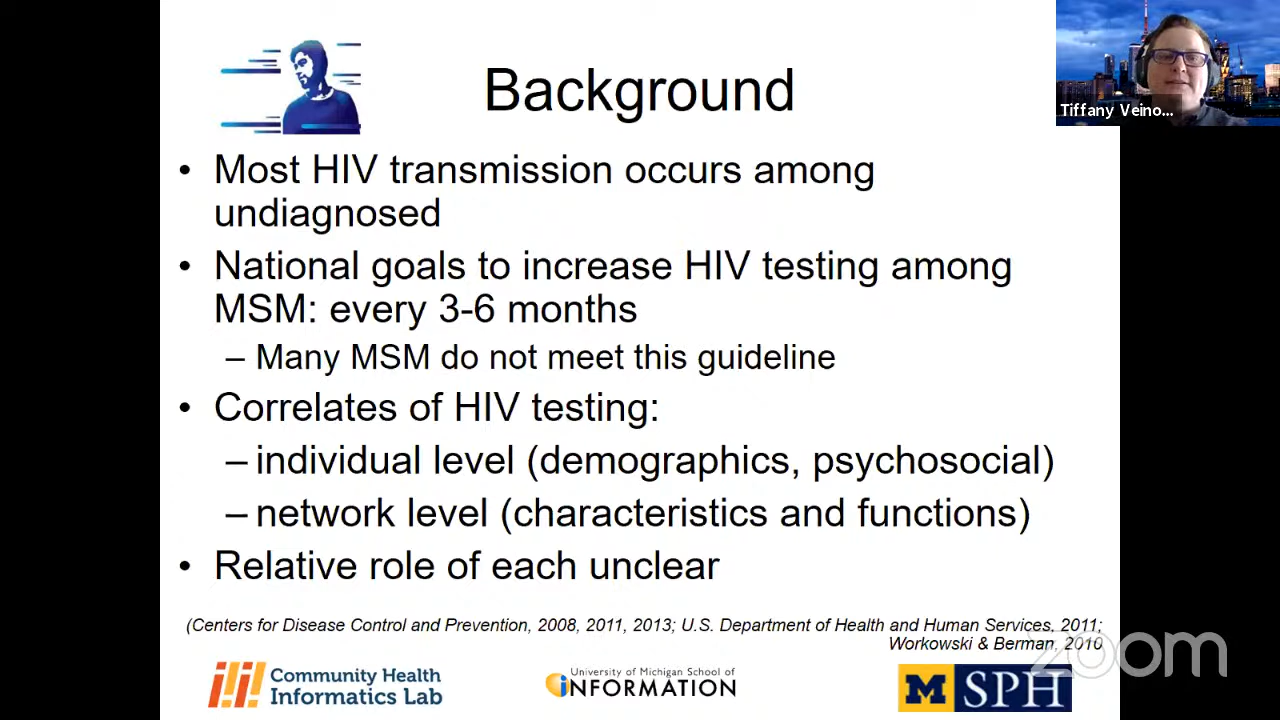 Background
Tiffany Veino...
• Most HIV transmission occurs among
undiagnosed
• National goals to increase HIV testing among
MSM: every 3-6 months
– Many MSM do not meet this guideline
• Correlates of HIV testing:
– individual level (demographics, psychosocial)
– network level (characteristics and functions)
• Relative role of each unclear
(Centers for Disease Control and Prevention, 2008, 2011, 2013; U.S. Department of Health and Human Services, 2011;
Workowski & Berman, 2010
zoom
Community Health
Informatics Lab
University of Michigan School of
iNFORMATION
M SPH